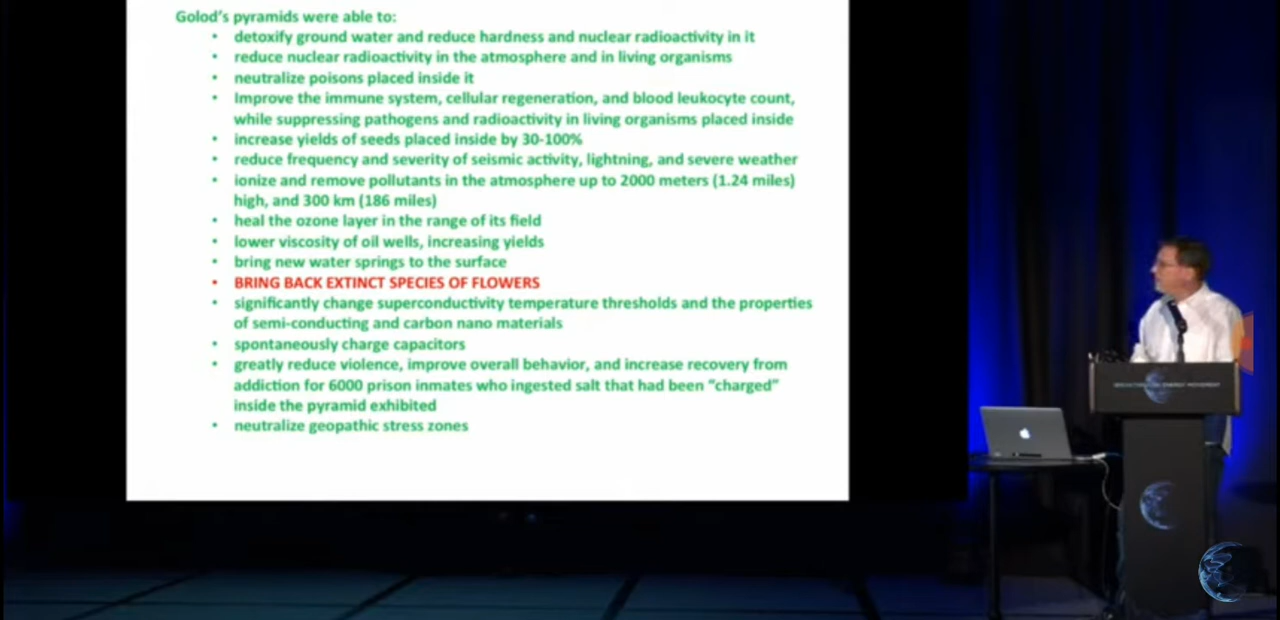 Golod's pyramids were able to:
• detoxify ground water and reduce hardness and nuclear radioactivity in it
• reduce nuclear radioactivity in the atmosphere and in living organisms
• neutralize poisons placed inside it
• Improve the immune system, cellular regeneration, and blood leukocyte count,
while suppressing pathogens and radioactivity in living organisms placed inside
• increase yields of seeds placed inside by 30-100%
• reduce frequency and severity of seismic activity, lightning, and severe weather
• ionize and remove pollutants in the atmosphere up to 2000 meters (1.24 miles)
high, and 300 km (186 miles)
• heal the ozone layer in the range of its field
• lower viscosity of oil wells, increasing yields
• bring new water springs to the surface
• BRING BACK EXTINCT SPECIES OF FLOWERS
• significantly change superconductivity temperature thresholds and the properties
of semi-conducting and carbon nano materials
• spontaneously charge capacitors
• greatly reduce violence, improve overall behavior, and increase recovery from
addiction for 6000 prison inmates who ingested salt that had been “charged”
inside the pyramid exhibited
• neutralize geopathic stress zones
ENERGY MOVEMENT